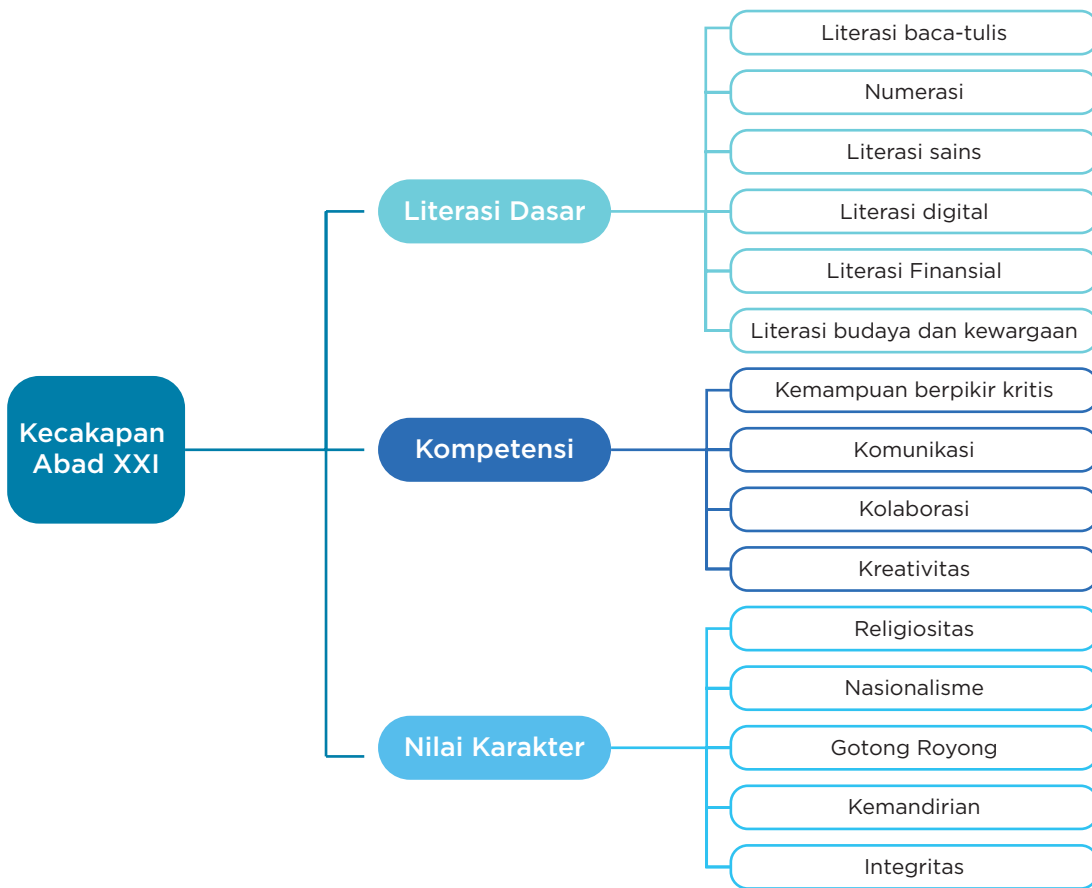 Kecakapan
Abad XXI
Literasi Dasar
Literasi baca-tulis
Numerasi
Literasi sains
Literasi digital
Literasi Finansial
Literasi budaya dan kewargaan
Kompetensi
Kemampuan berpikir kritis
Komunikasi
Kolaborasi
Kreativitas
Nilai Karakter
Religiositas
Nasionalisme
Gotong Royong
Kemandirian
Integritas